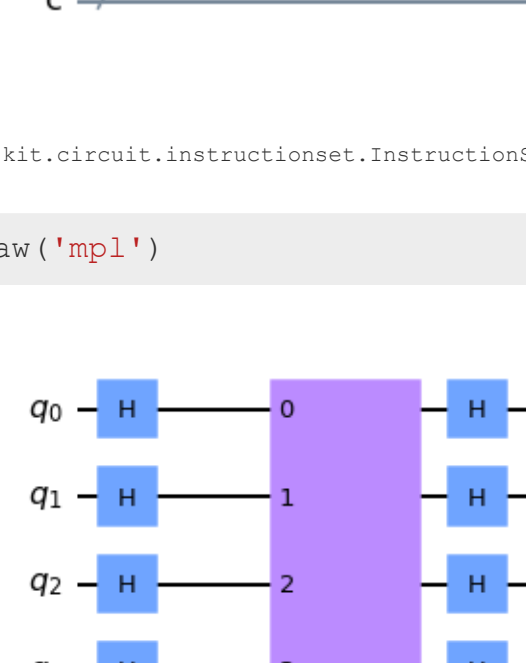 c
kit.circuit.instructionset.InstructionS
aw('mpl')
q0 H 0 H
q1 H 1 H
q2 H 2 H